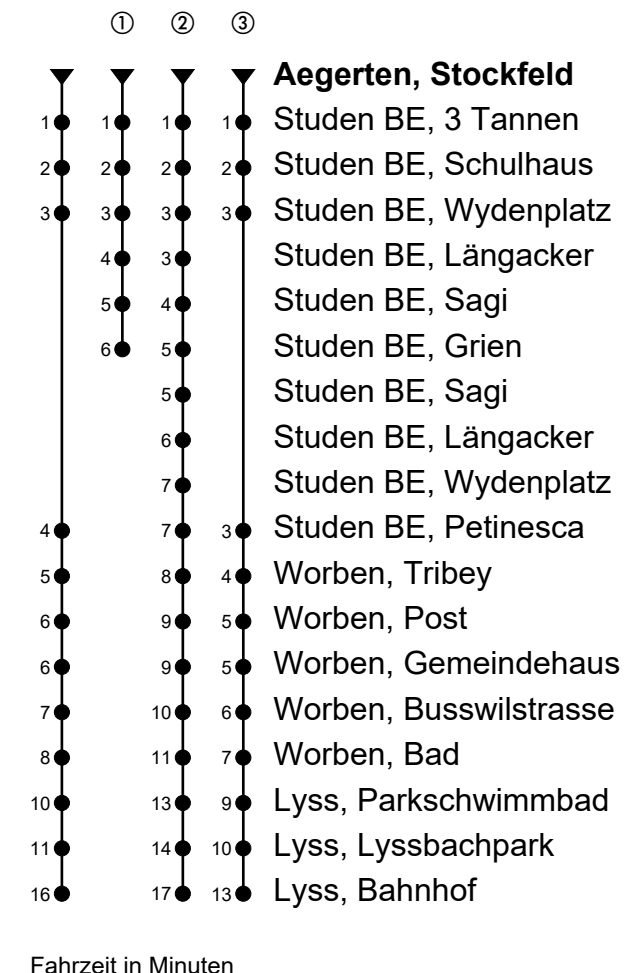 ① ② ③
Aegerten, Stockfeld
1 1 1 1 Studen BE, 3 Tannen
2 2 2 2 Studen BE, Schulhaus
3 3 3 3 Studen BE, Wydenplatz
4 3 Studen BE, Längacker
5 4 Studen BE, Sagi
6 5 Studen BE, Grien
5 Studen BE, Sagi
6 Studen BE, Längacker
7 Studen BE, Wydenplatz
4 7 3 Studen BE, Petinesca
5 8 4 Worben, Tribey
6 9 5 Worben, Post
6 9 5 Worben, Gemeindehaus
7 10 6 Worben, Busswilstrasse
8 11 7 Worben, Bad
10 13 9 Lyss, Parkschwimmbad
11 14 10 Lyss, Lyssbachpark
16 17 13 Lyss, Bahnhof
Fahrzeit in Minuten